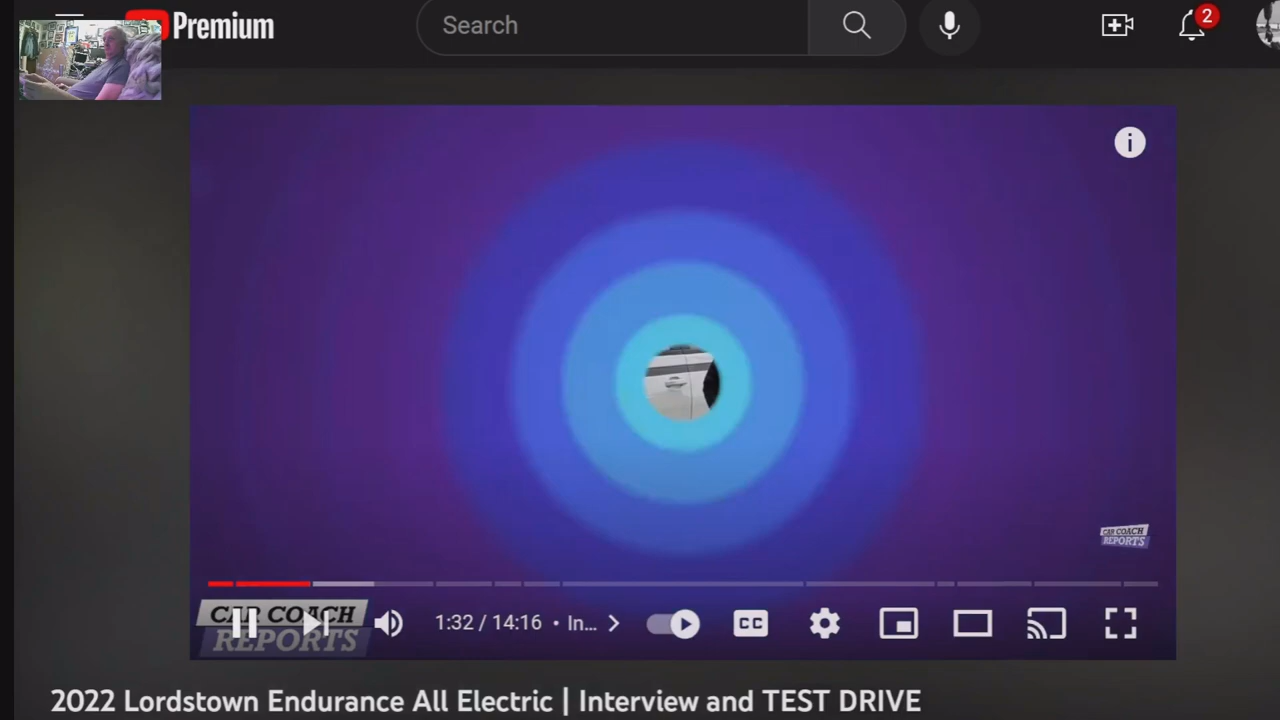 Premium
Search
2
i
CAR COACH
REPORTS
CAR COACH
REPORTS
1:32 / 14:16 • In...
CC
2022 Lordstown Endurance All Electric | Interview and TEST DRIVE